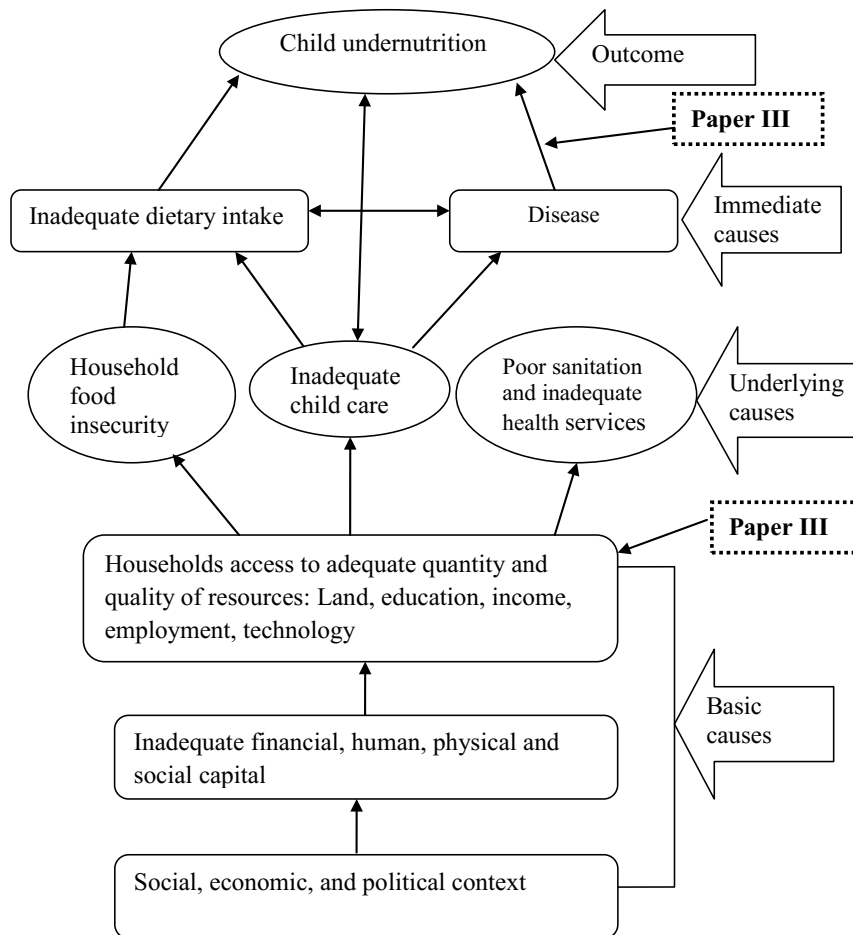 Child undernutrition
Outcome
Paper III
Inadequate dietary intake
Disease
Immediate
causes
Household
food
insecurity
Inadequate
child care
Poor sanitation
and inadequate
health services
Underlying
causes
Paper III
Households access to adequate quantity and
quality of resources: Land, education, income,
employment, technology
Basic
causes
Inadequate financial, human, physical and
social capital
Social, economic, and political context